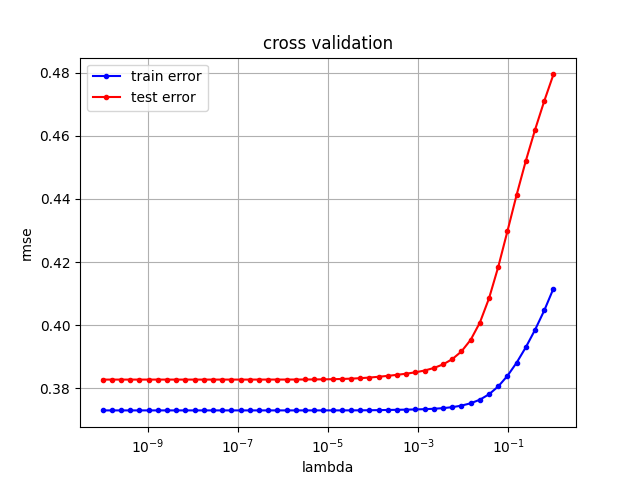 cross validation
train error
test error
0.48
0.46
0.44
0.42
0.40
0.38
rmse
10⁻⁹
10⁻⁷
10⁻⁵
10⁻³
10⁻¹
lambda